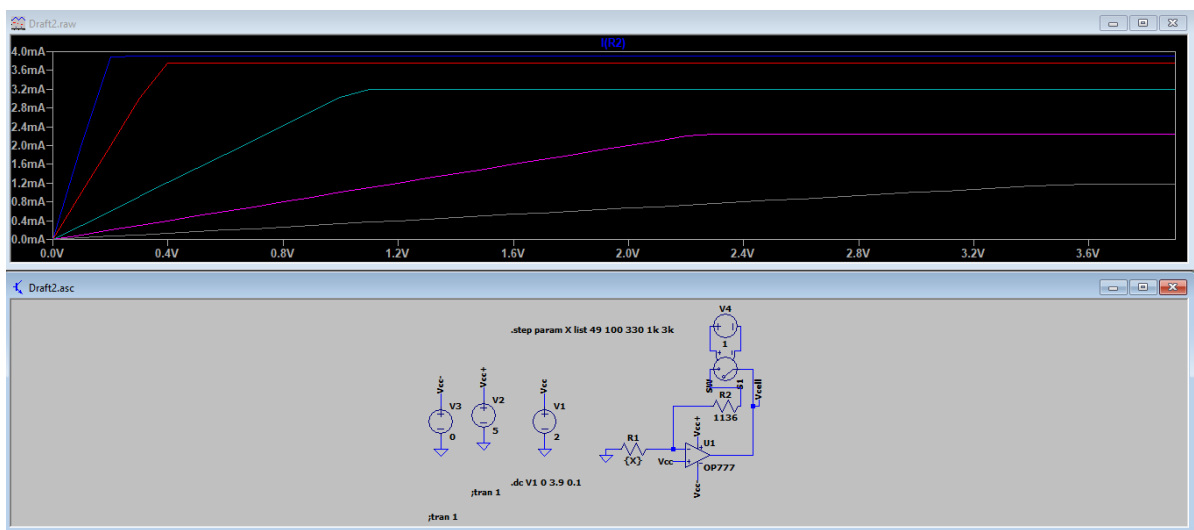 Draft2.raw
I(R2)
4.0mA
3.6mA
3.2mA
2.8mA
2.4mA
2.0mA
1.6mA
1.2mA
0.8mA
0.4mA
0.0mA
0.0V 0.4V 0.8V 1.2V 1.6V 2.0V 2.4V 2.8V 3.2V 3.6V
Draft2.asc
.step param X list 49 100 330 1k 3k
V4
1
SW
S1
Vcell
R2
1136
Vcc-
V3
0
Vcc+
V2
5
Vcc
V1
2
R1
{X}
Vcc+
U1
Vcc
OP777
Vcc-
.dc V1 0 3.9 0.1
;tran 1
;tran 1